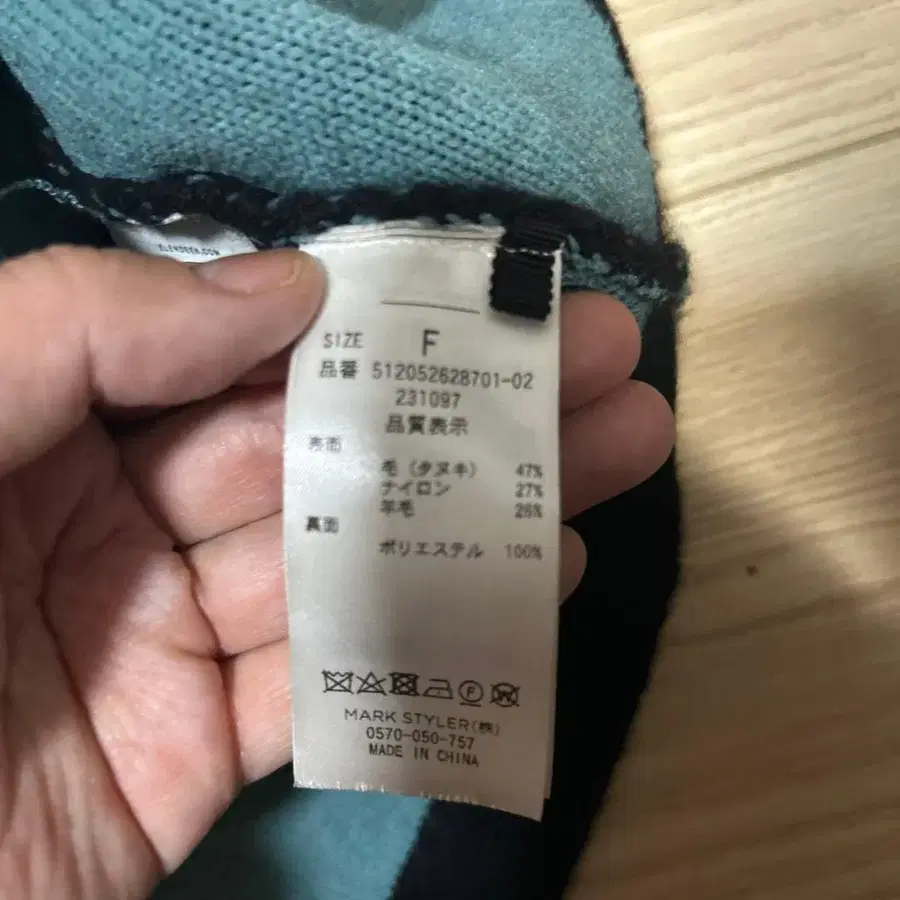 SIZE F
品番 512052628701-02
231097
品質表示
表面
毛(タヌキ) 47%
ナイロン 27%
羊毛 26%
裏面
ポリエステル 100%
F
W
MARK STYLER(株)
0570-050-757
MADE IN CHINA